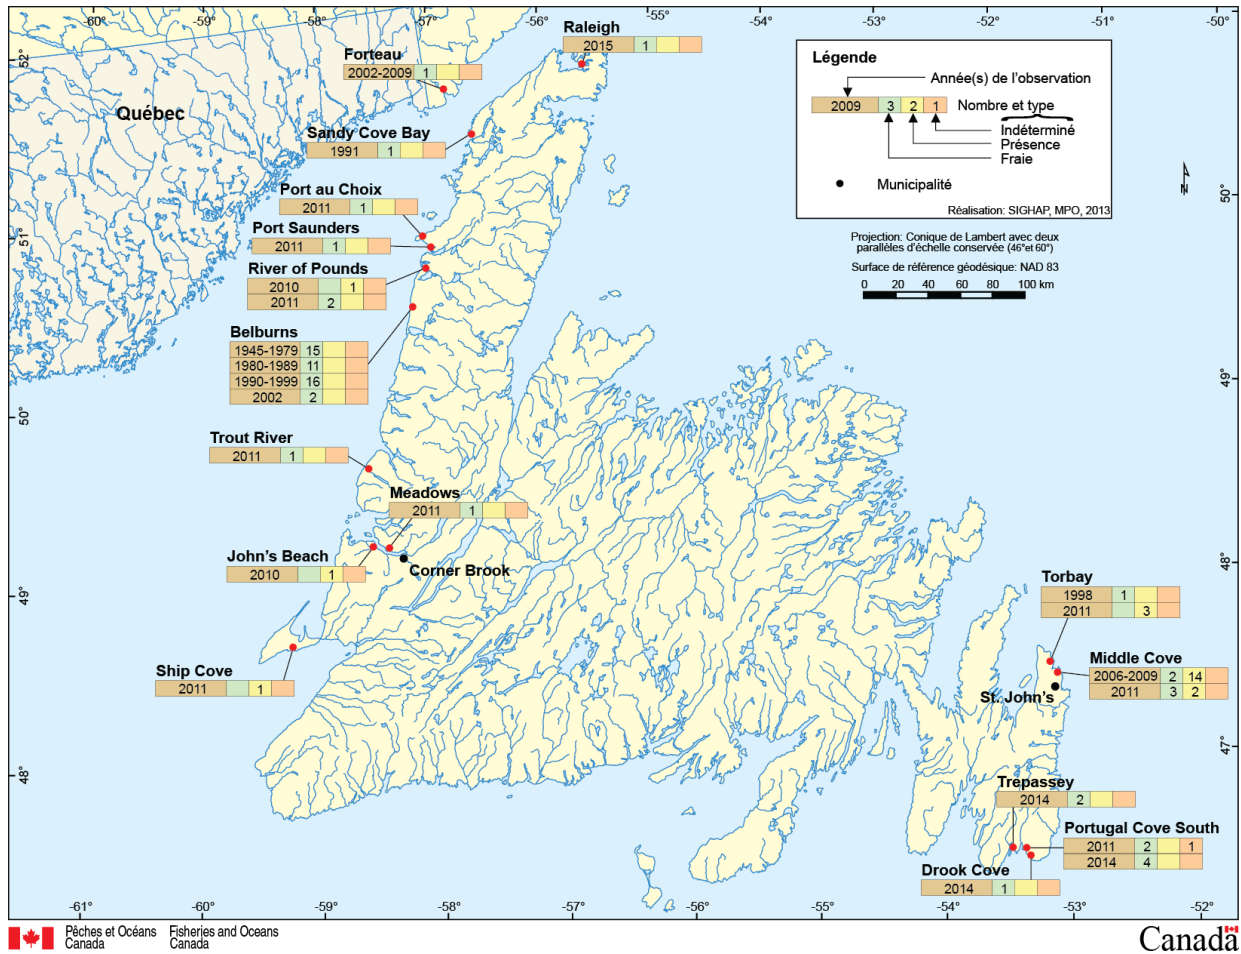 -60° -59° -58° -57° -56° -55° -54° -53° -52° -51° -50°
Raleigh
2015 1
Forteau
2002-2009 1
52°
Québec
Sandy Cove Bay
1991 1
Port au Choix
2011 1
Port Saunders
2011 1
51°
River of Pounds
2010 1
2011 2
Belburns
1945-1979 15
1980-1989 11
1990-1999 16
2002 2
50°
Trout River
2011 1
Meadows
2011 1
John's Beach
2010 1
Corner Brook
49°
Ship Cove
2011 1
48°
Légende
Année(s) de l'observation
2009 3 2 1
Nombre et type
Indéterminé
Présence
Fraie
Municipalité
Réalisation: SIGHAP, MPO, 2013
N
50°
Projection: Conique de Lambert avec deux
parallèles d'échelle conservée (46°et 60°)
Surface de référence géodésique: NAD 83
0 20 40 60 80 100 km
49°
48°
Torbay
1998 1
2011 3
Middle Cove
2006-2009 2 14
2011 3 2
St. John's
47°
Trepassey
2014 2
Portugal Cove South
2011 2 1
2014 4
Drook Cove
2014 1
-61° -60° -59° -58° -57° -56° -55° -54° -53° -52°
Pêches et Océans
Canada
Fisheries and Oceans
Canada
Canada